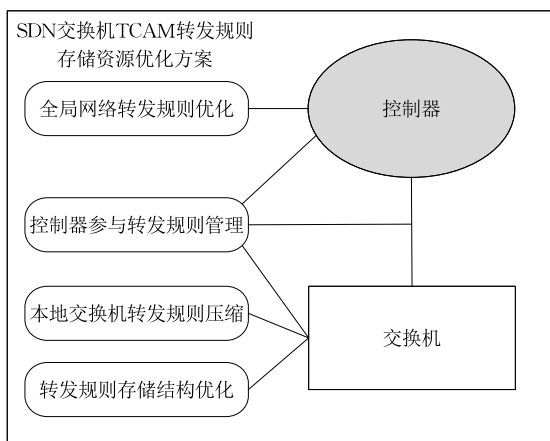 SDN交换机TCAM转发规则
存储资源优化方案
全局网络转发规则优化
控制器
控制器参与转发规则管理
本地交换机转发规则压缩
交换机
转发规则存储结构优化